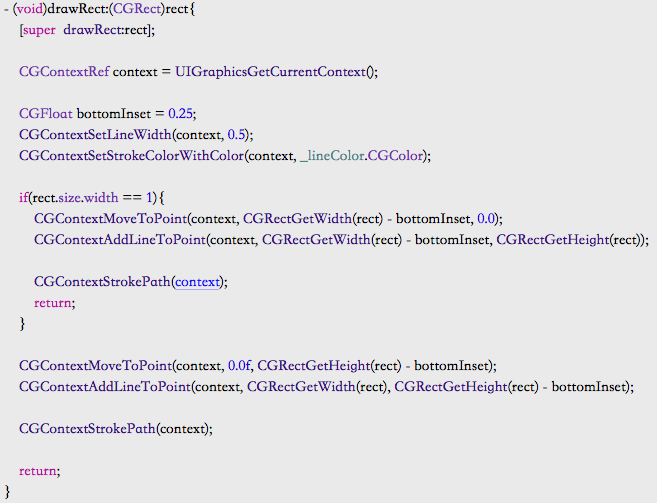 - (void)drawRect:(CGRect)rect{
[super drawRect:rect];
CGContextRef context = UIGraphicsGetCurrentContext();
CGFloat bottomInset = 0.25;
CGContextSetLineWidth(context, 0.5);
CGContextSetStrokeColorWithColor(context, _lineColor.CGColor);
if(rect.size.width == 1){
CGContextMoveToPoint(context, CGRectGetWidth(rect) - bottomInset, 0.0);
CGContextAddLineToPoint(context, CGRectGetWidth(rect) - bottomInset, CGRectGetHeight(rect));
CGContextStrokePath(context);
return;
}
CGContextMoveToPoint(context, 0.0f, CGRectGetHeight(rect) - bottomInset);
CGContextAddLineToPoint(context, CGRectGetWidth(rect), CGRectGetHeight(rect) - bottomInset);
CGContextStrokePath(context);
return;
}